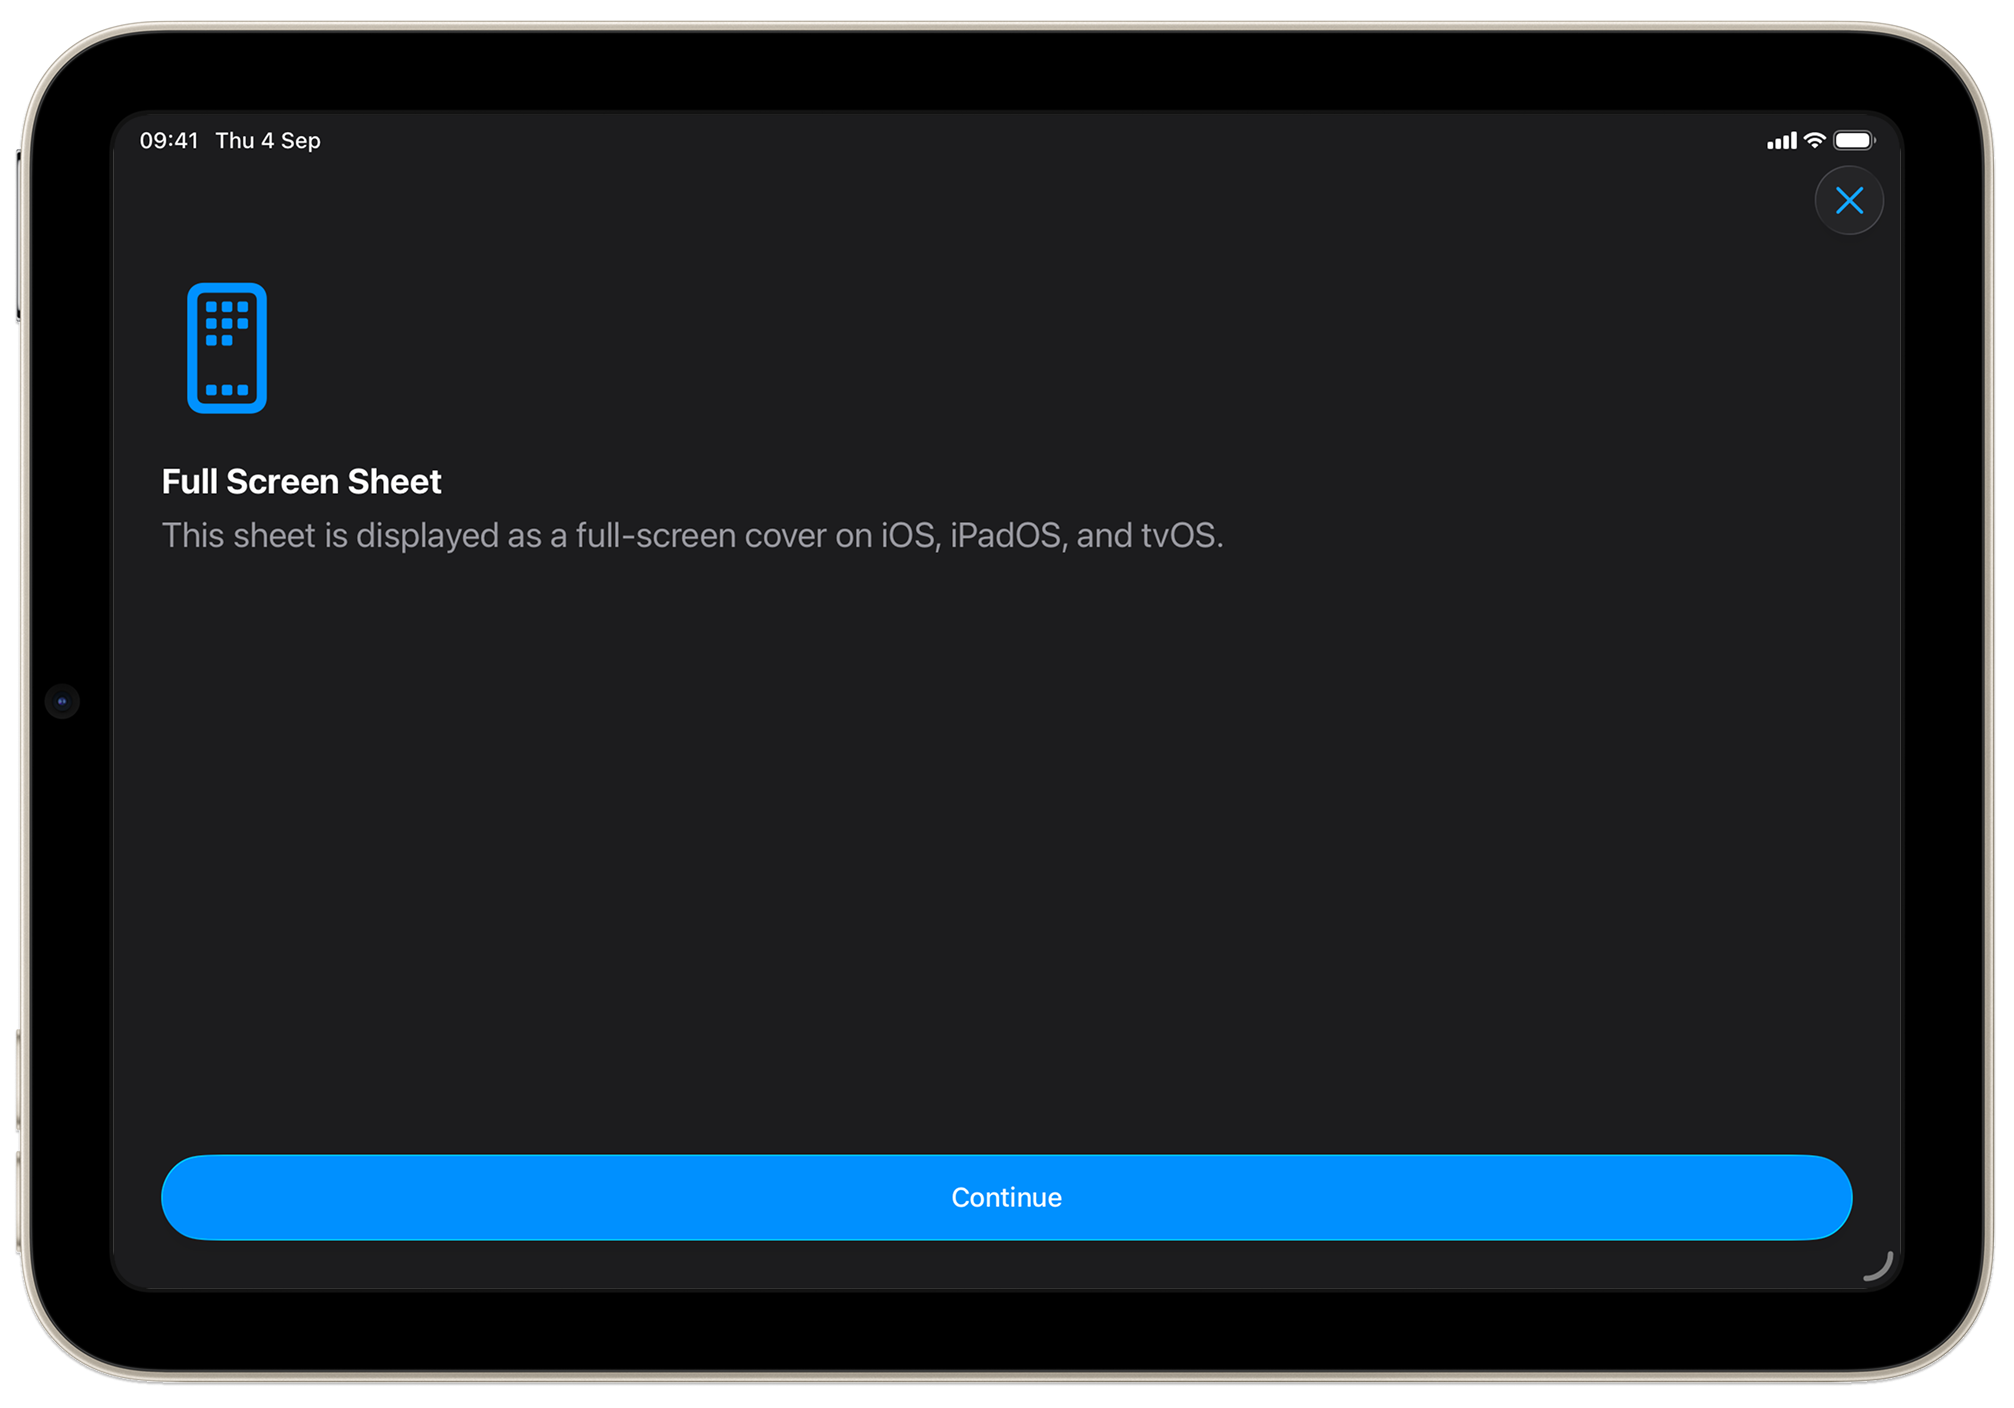 09:41 Thu 4 Sep
Full Screen Sheet
This sheet is displayed as a full-screen cover on iOS, iPadOS, and tvOS.
Continue